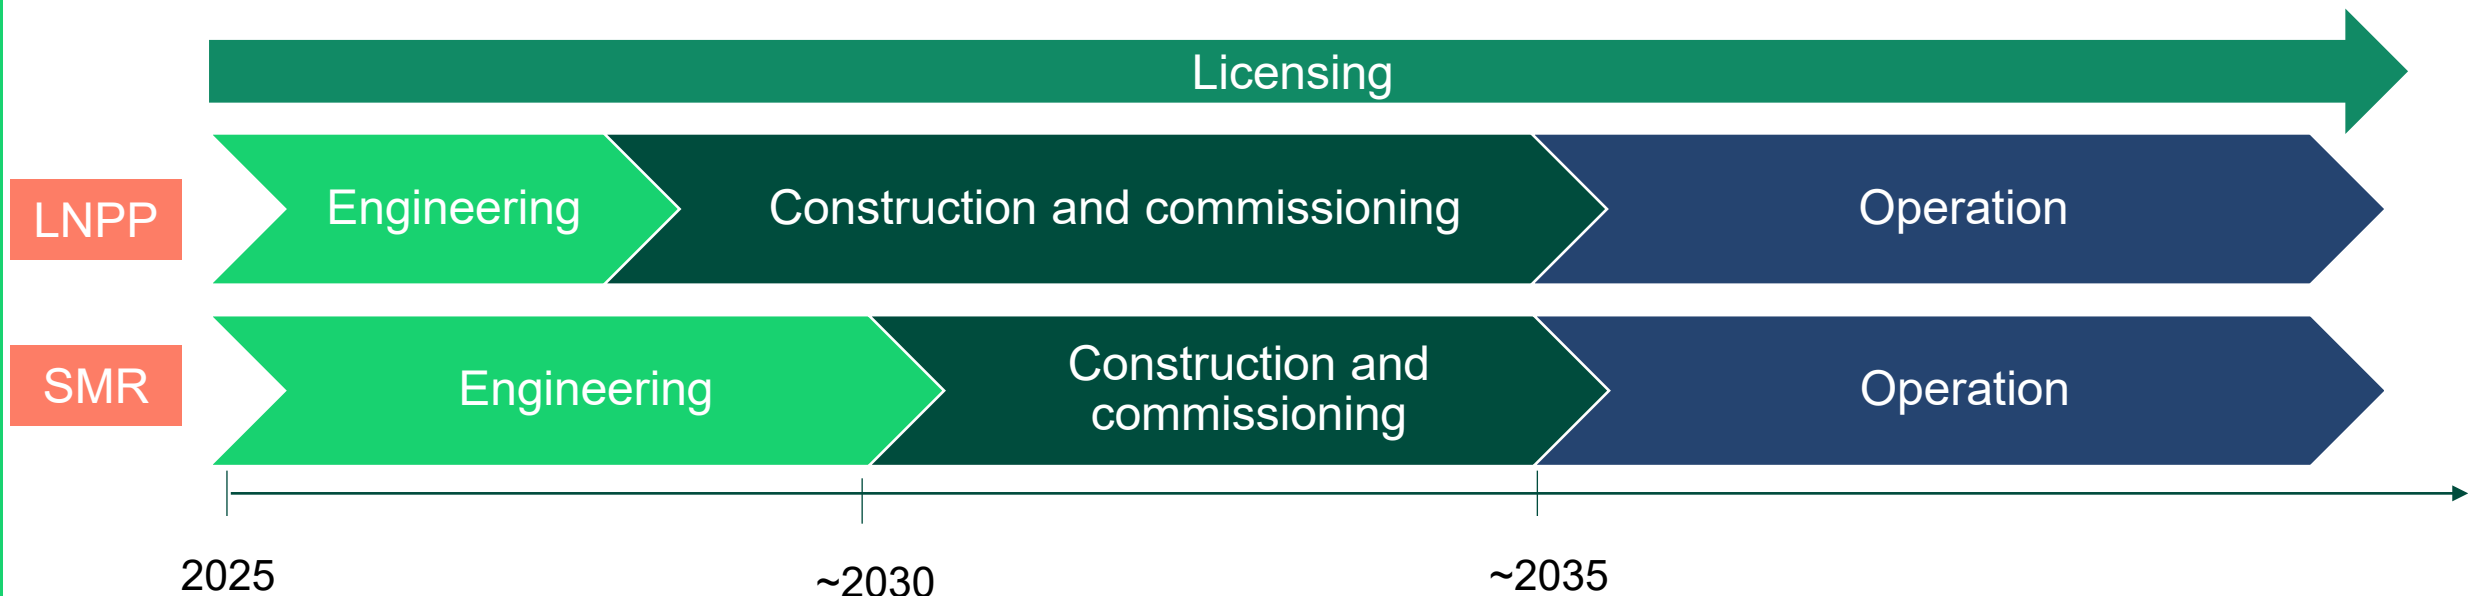 Licensing
LNPP
Engineering
Construction and commissioning
Operation
SMR
Engineering
Construction and
commissioning
Operation
2025
~2030
~2035